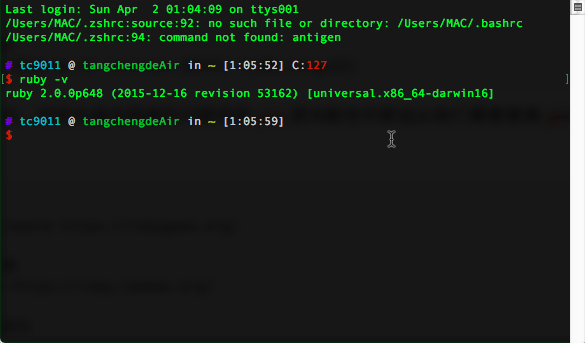 Last login: Sun Apr  2 01:04:09 on ttys001
/Users/MAC/.zshrc:source:92: no such file or directory: /Users/MAC/.bashrc
/Users/MAC/.zshrc:94: command not found: antigen
# tc9011 @ tangchengdeAir in ~ [1:05:52] C:127
$ ruby -v
ruby 2.0.0p648 (2015-12-16 revision 53162) [universal.x86_64-darwin16]
# tc9011 @ tangchengdeAir in ~ [1:05:59]
$